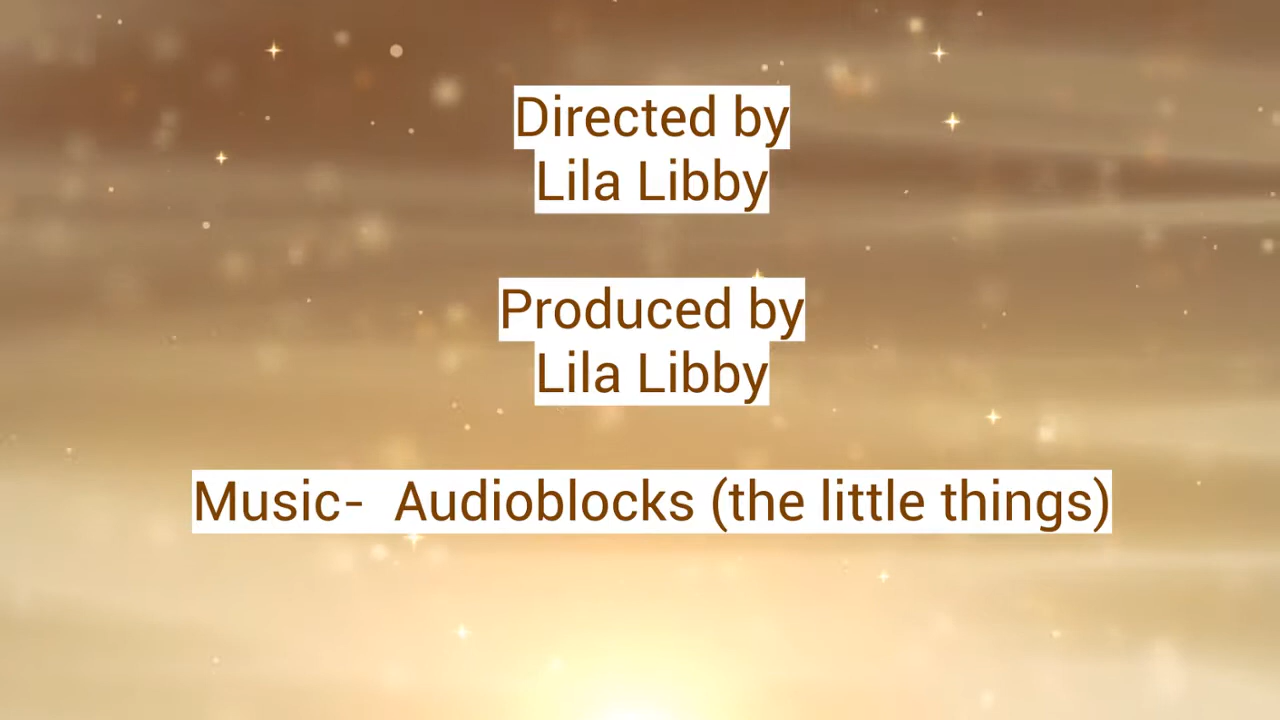 Directed by
Lila Libby
Produced by
Lila Libby
Music-  Audioblocks (the little things)